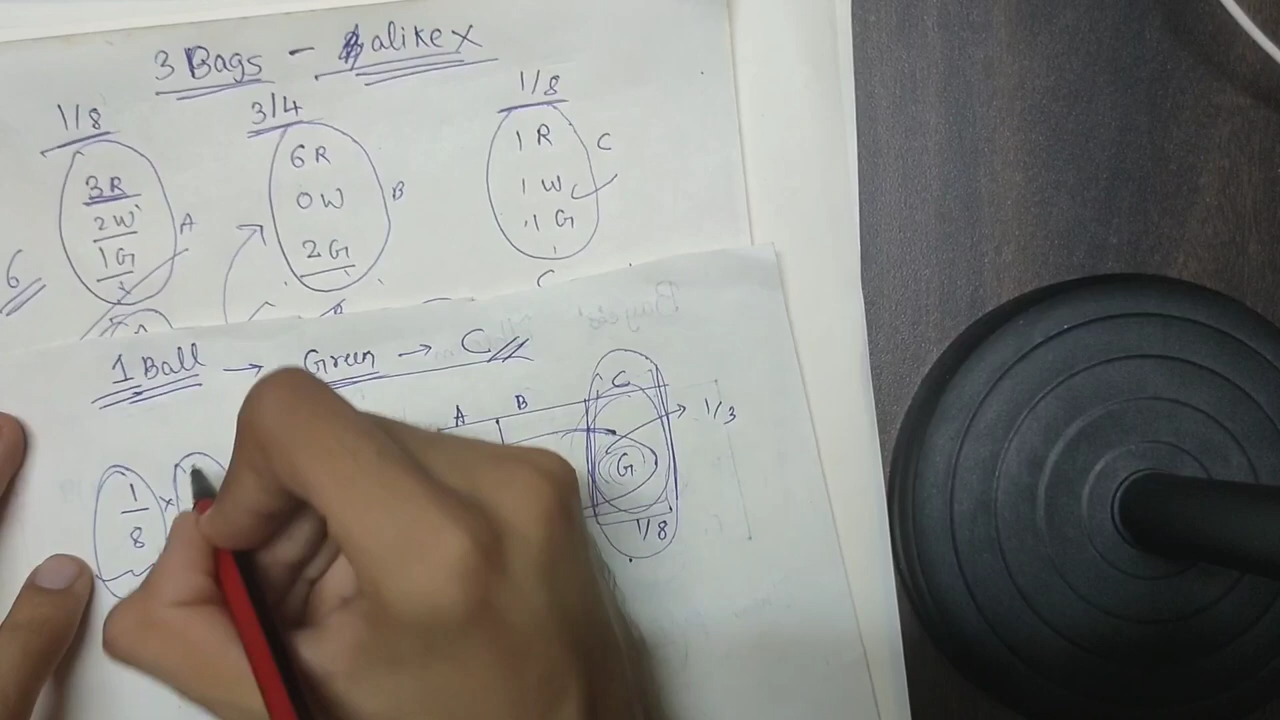 3 Bags - alike x
1/8 3/4 1/8
3R 6R 1R C
2W 0W B 1W
1G A 2G 1G
6 C
1 Ball → Green → C
A B C 1/3
1 × G
8 1/8